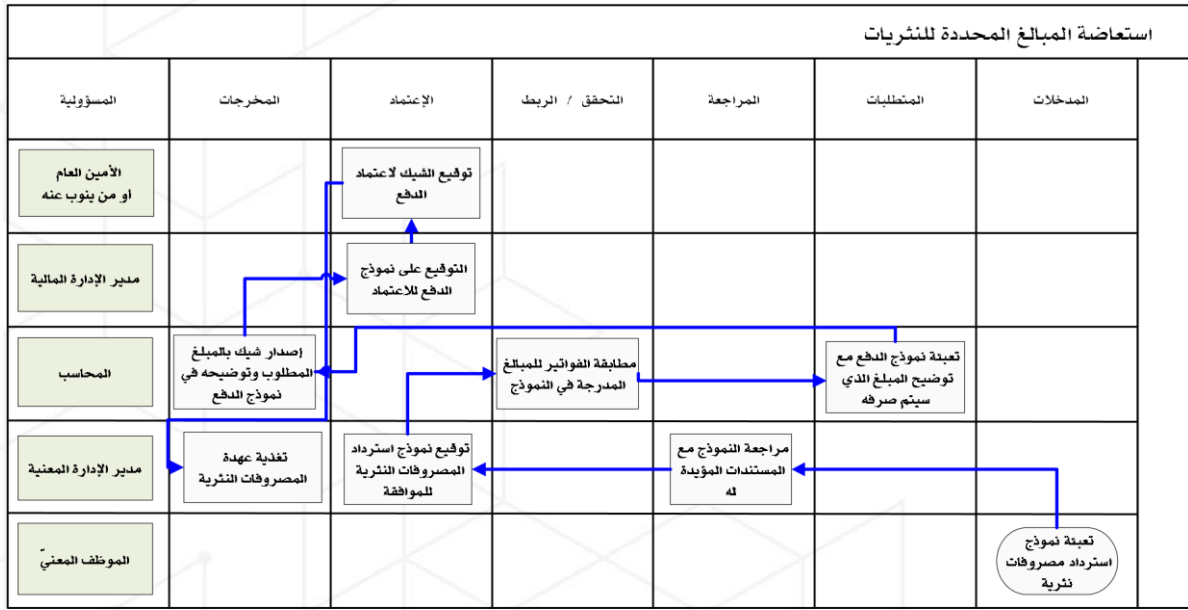 استعاضة المبالغ المحددة للنثريات
المدخلات
المتطلبات
المراجعة
التحقق / الربط
الإعتماد
المخرجات
المسؤولية
توقيع الشيك لاعتماد
الدفع
الأمين العام
او من ينوب عنه
التوقيع على نموذج
الدفع للاعتماد
مدير الإدارة المالية
تعبئة نموذج الدفع مع
توضيح المبلغ الذي
سيتم صرفه
مطابقة الفواتير للمبالغ
المدرجة في النموذج
إصدار شيك بالمبلغ
المطلوب وتوضيحه في
نموذج الدفع
المحاسب
مراجعة النموذج مع
المستندات المؤيدة
له
توقيع نموذج استرداد
المصروفات النثرية
للموافقة
تغذية عهدة
المصروفات النثرية
مدير الإدارة المعنية
تعبئة نموذج
استرداد مصروفات
نثرية
الموظف المعنيّ